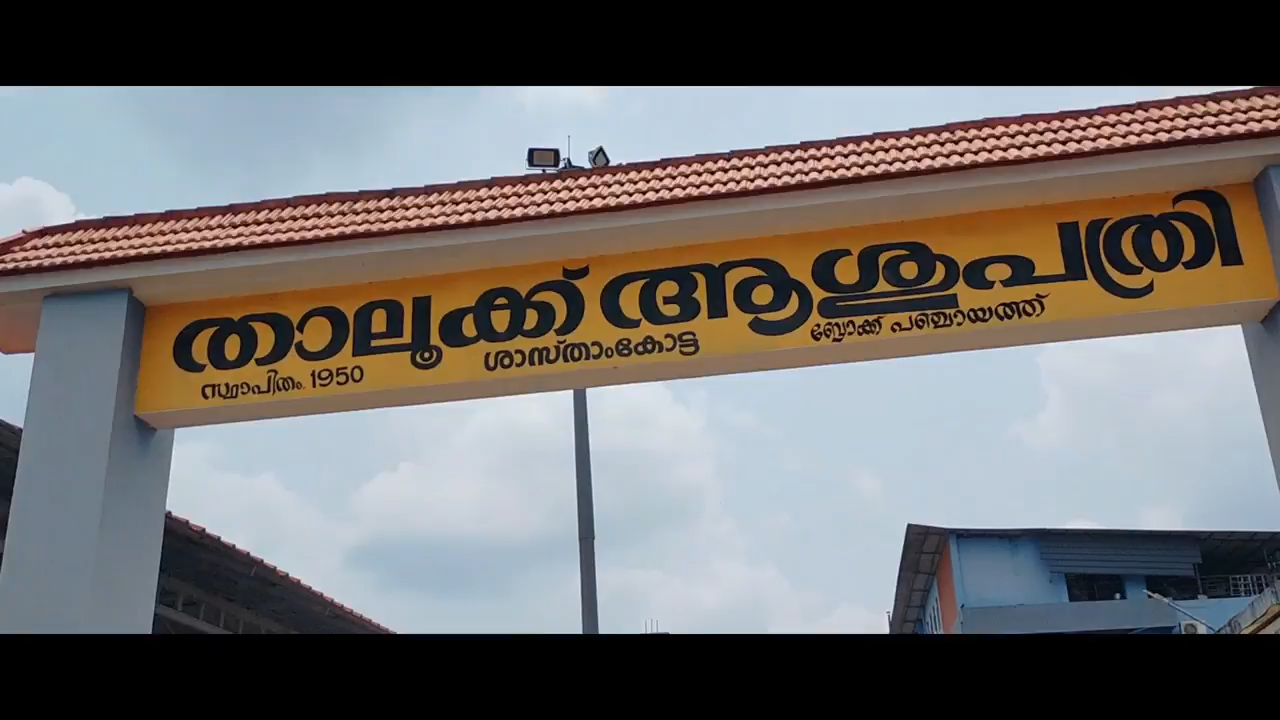 താലൂക്ക് ആശുപത്രി
സ്ഥാപിതം. 1950 ശാസ്താംകോട്ട ബ്ലോക്ക് പഞ്ചായത്ത്